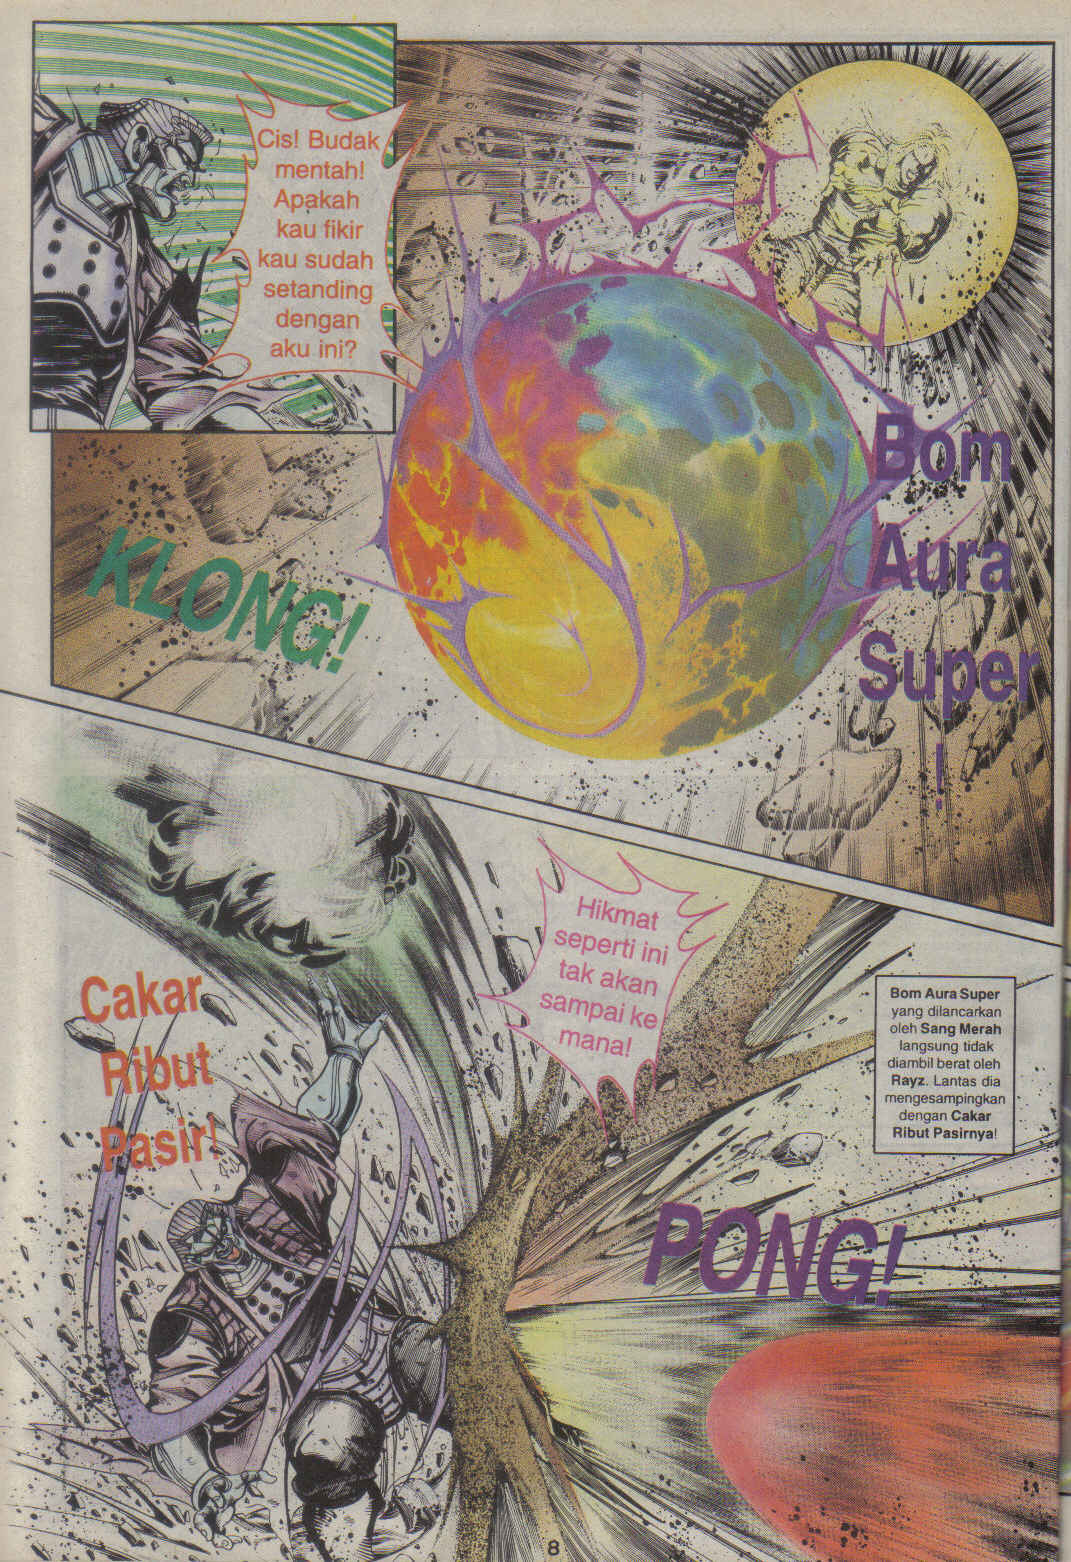 Cis! Budak
mentah!
Apakah
kau fikir
kau sudah
setanding
dengan
aku ini?
Bom
Aura
Super
!
KLONG!
Hikmat
seperti ini
tak akan
sampai ke
mana!
Cakar
Ribut
Pasir!
Bom Aura Super
yang dilancarkan
oleh Sang Merah
langsung tidak
diambil berat oleh
Rayz. Lantas dia
mengesampingkan
dengan Cakar
Ribut Pasirnya!
PONG!
8